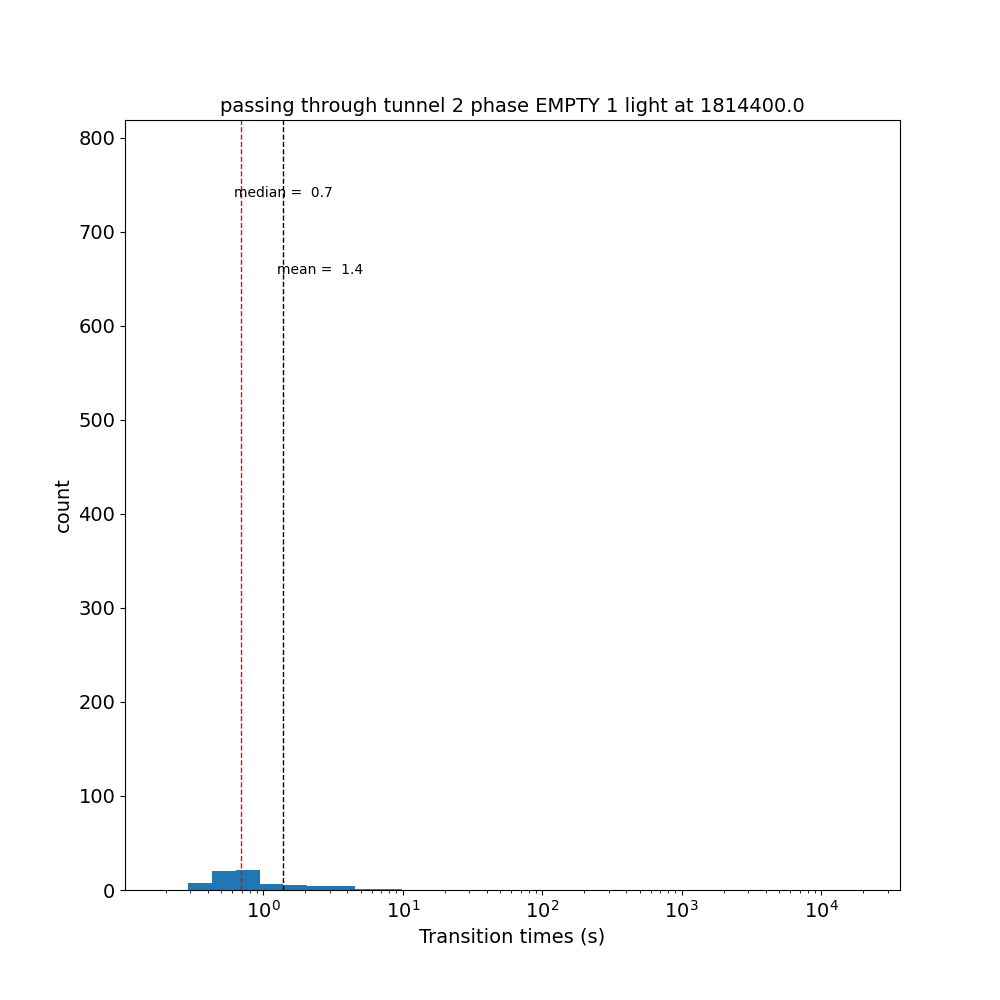 passing through tunnel 2 phase EMPTY 1 light at 1814400.0
800
median =  0.7
700
mean =  1.4
600
500
count
400
300
200
100
0
10⁰ 10¹ 10² 10³ 10⁴
Transition times (s)